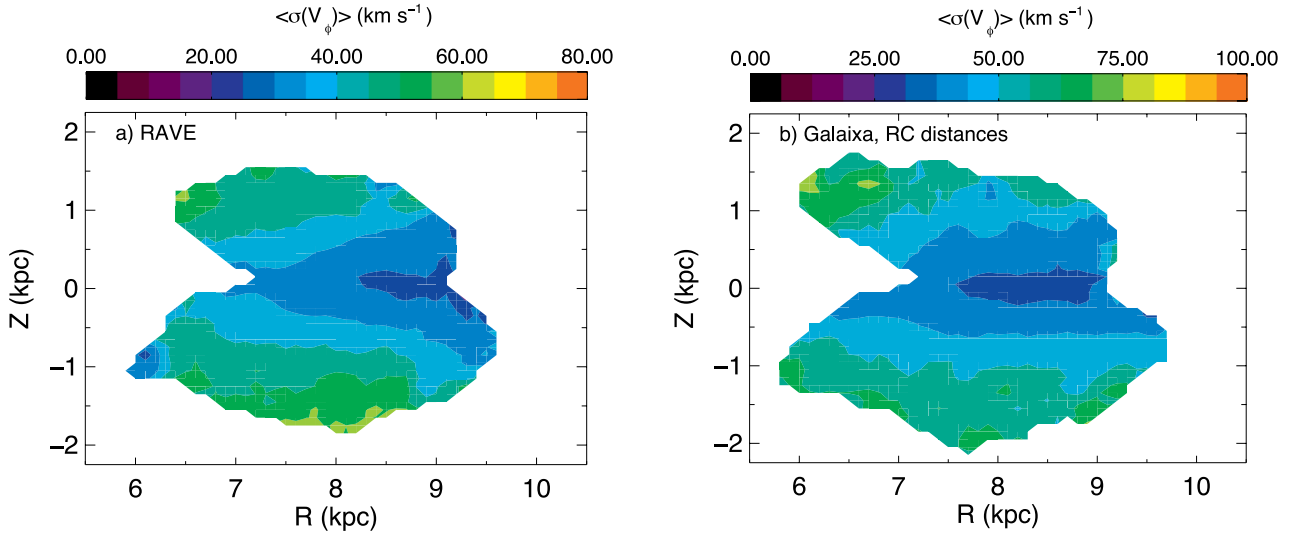 <σ(V_ϕ)> (km s⁻¹)
0.00 20.00 40.00 60.00 80.00
a) RAVE
2
1
0
−1
−2
Z (kpc)
6 7 8 9 10
R (kpc)
<σ(V_ϕ)> (km s⁻¹)
0.00 25.00 50.00 75.00 100.00
b) Galaixa, RC distances
2
1
0
−1
−2
Z (kpc)
6 7 8 9 10
R (kpc)